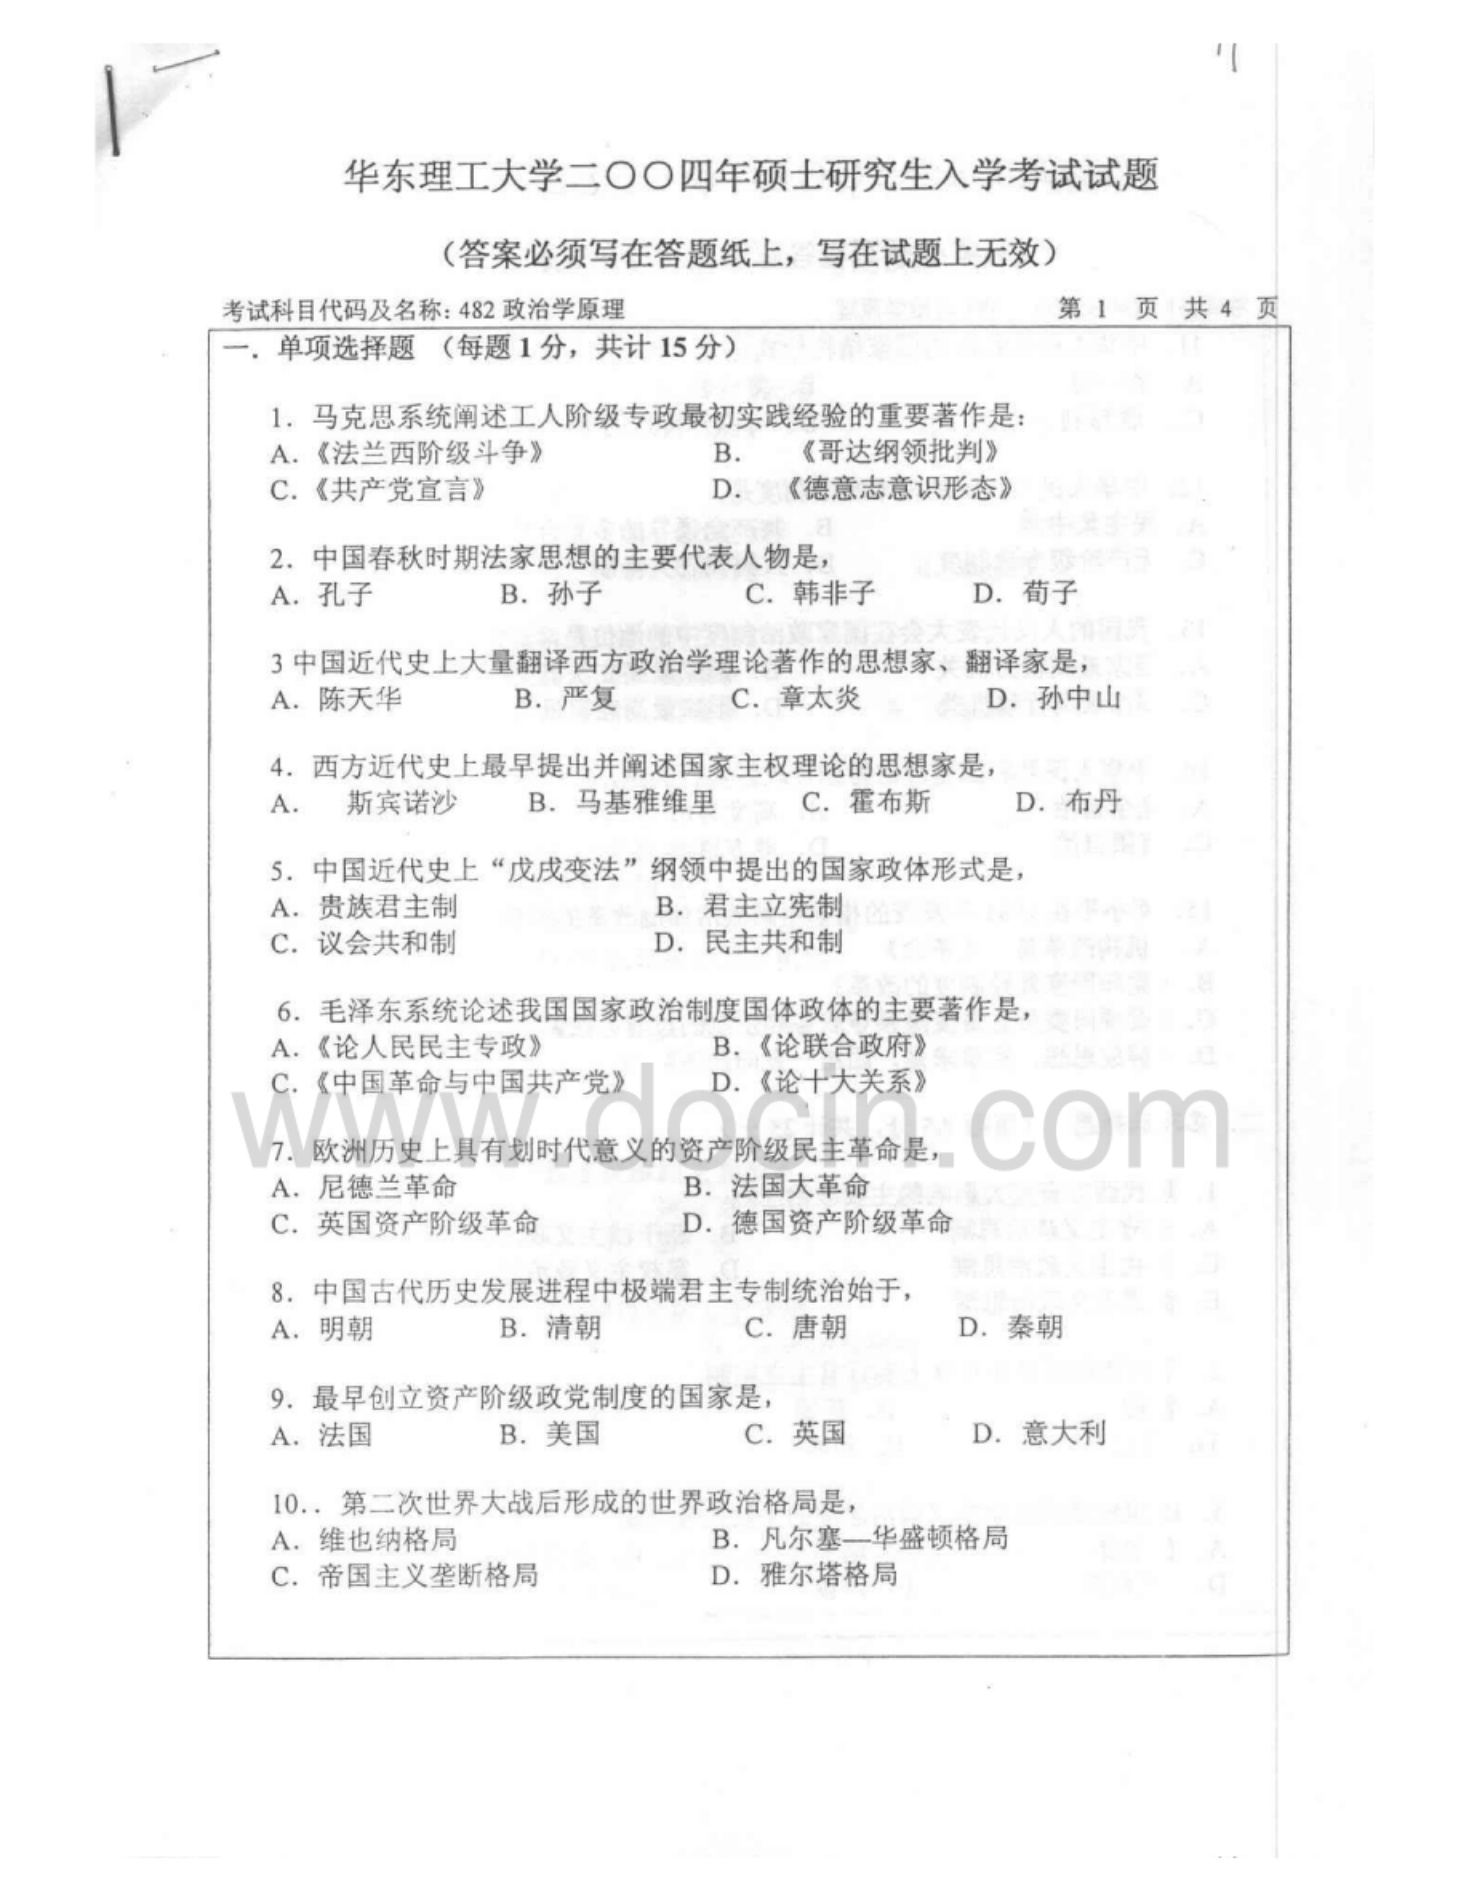 华东理工大学二〇〇四年硕士研究生入学考试试题
（答案必须写在答题纸上，写在试题上无效）
考试科目代码及名称: 482 政治学原理 第 1 页 共 4 页
一．单项选择题 （每题 1 分，共计 15 分）
1．马克思系统阐述工人阶级专政最初实践经验的重要著作是:
A.《法兰西阶级斗争》 B. 《哥达纲领批判》
C.《共产党宣言》 D. 《德意志意识形态》
2．中国春秋时期法家思想的主要代表人物是，
A．孔子 B．孙子 C．韩非子 D．荀子
3 中国近代史上大量翻译西方政治学理论著作的思想家、翻译家是，
A．陈天华 B．严复 C．章太炎 D．孙中山
4．西方近代史上最早提出并阐述国家主权理论的思想家是，
A． 斯宾诺沙 B．马基雅维里 C．霍布斯 D．布丹
5．中国近代史上“戊戌变法”纲领中提出的国家政体形式是，
A．贵族君主制 B．君主立宪制
C．议会共和制 D．民主共和制
6．毛泽东系统论述我国国家政治制度国体政体的主要著作是，
A.《论人民民主专政》 B.《论联合政府》
C.《中国革命与中国共产党》 D.《论十大关系》
www.docin.com
7．欧洲历史上具有划时代意义的资产阶级民主革命是，
A．尼德兰革命 B．法国大革命
C．英国资产阶级革命 D．德国资产阶级革命
8．中国古代历史发展进程中极端君主专制统治始于，
A．明朝 B．清朝 C．唐朝 D．秦朝
9．最早创立资产阶级政党制度的国家是，
A．法国 B．美国 C．英国 D．意大利
10.．第二次世界大战后形成的世界政治格局是，
A．维也纳格局 B．凡尔塞—华盛顿格局
C．帝国主义垄断格局 D．雅尔塔格局